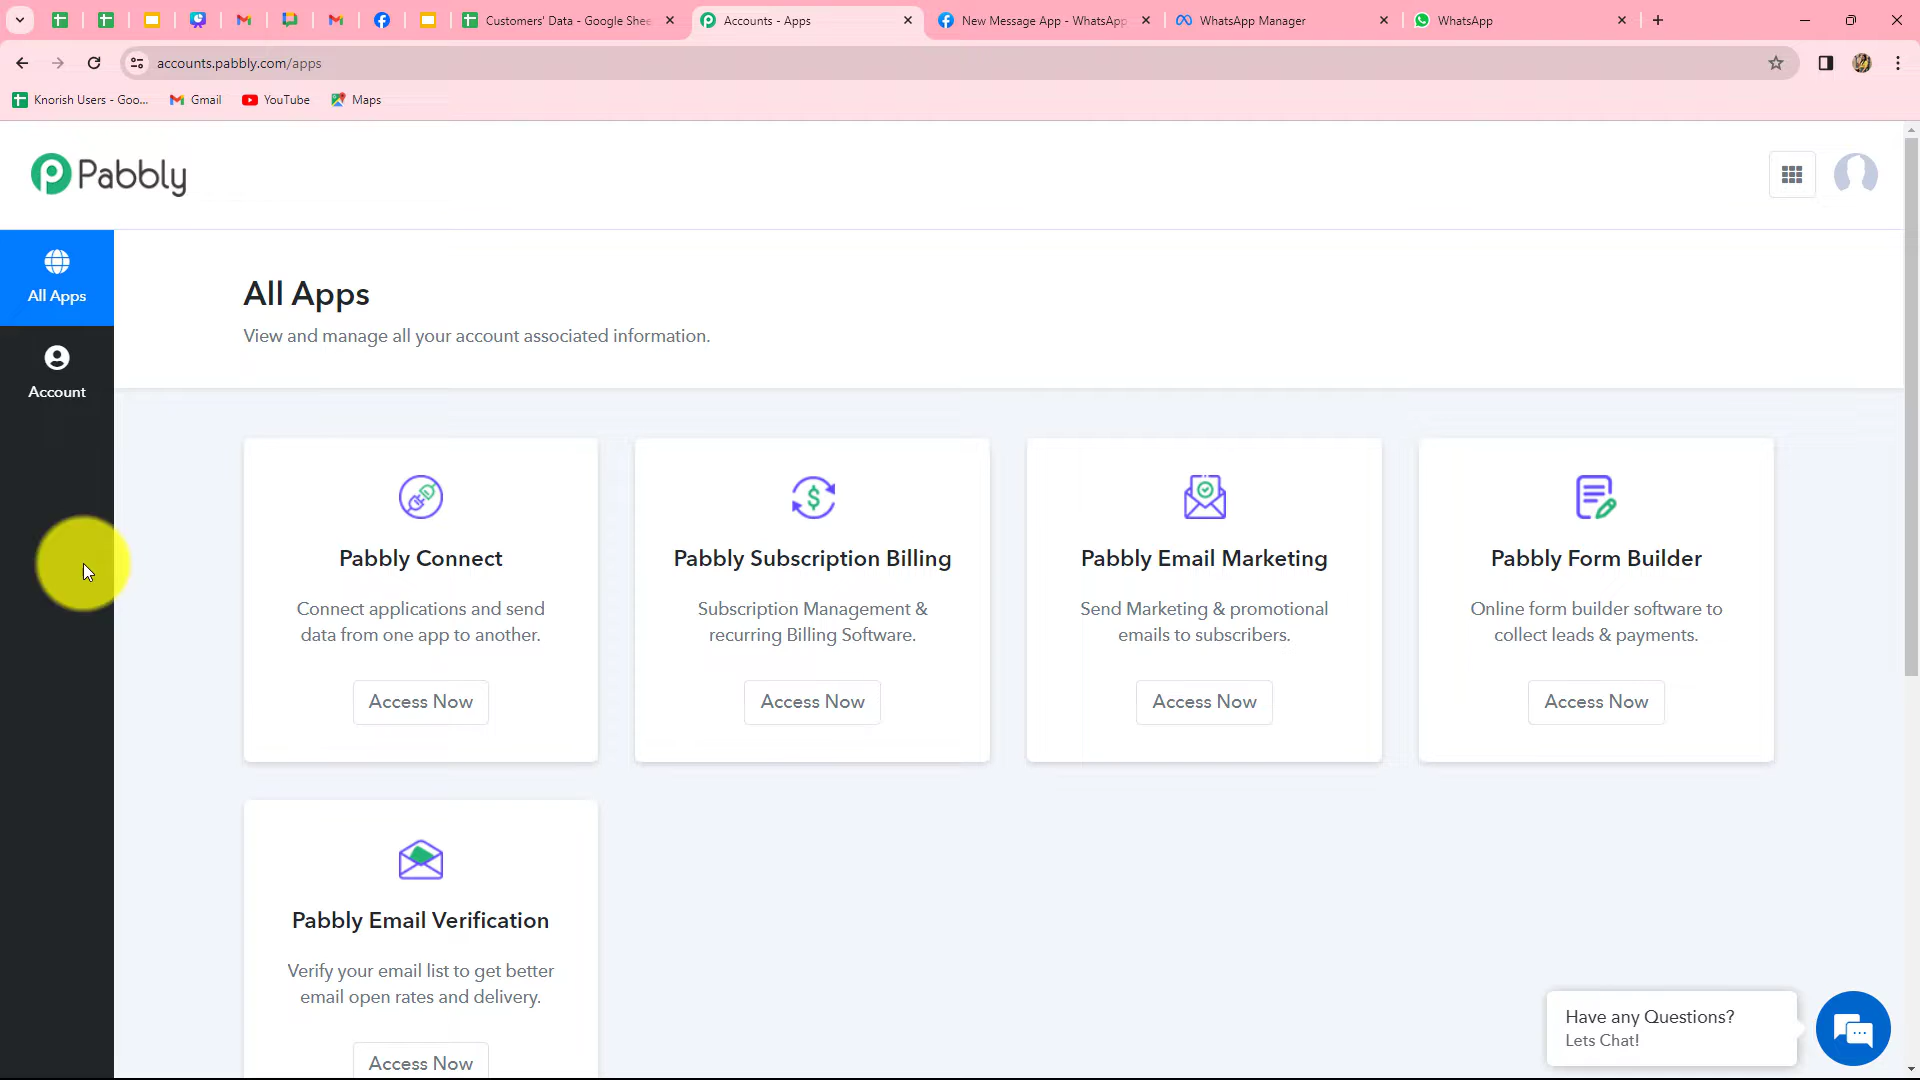 Customers' Data - Google Shee
Accounts - Apps
New Message App - WhatsApp
WhatsApp Manager
WhatsApp
accounts.pabbly.com/apps
Knorish Users - Goo...
Gmail
YouTube
Maps
Pabbly
All Apps
Account
All Apps
View and manage all your account associated information.
Pabbly Connect
Connect applications and send
data from one app to another.
Access Now
Pabbly Subscription Billing
Subscription Management &
recurring Billing Software.
Access Now
Pabbly Email Marketing
Send Marketing & promotional
emails to subscribers.
Access Now
Pabbly Form Builder
Online form builder software to
collect leads & payments.
Access Now
Pabbly Email Verification
Verify your email list to get better
email open rates and delivery.
Access Now
Have any Questions?
Lets Chat!